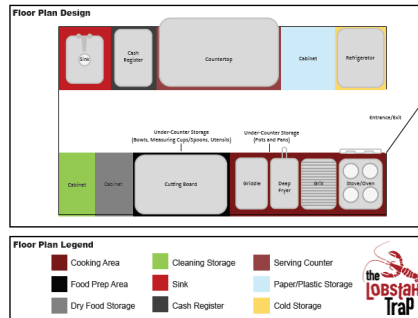 Floor Plan Design
Sink
Cash
Register
Countertop
Cabinet
Refrigerator
Entrance/Exit
Under-Counter Storage
(Bowls, Measuring Cups/Spoons, Utensils)
Under-Counter Storage
(Pots and Pans)
Cabinet
Cabinet
Cutting Board
Griddle
Deep
Fryer
Grill
Stove/Oven
Floor Plan Legend
Cooking Area
Cleaning Storage
Serving Counter
Food Prep Area
Sink
Paper/Plastic Storage
Dry Food Storage
Cash Register
Cold Storage
the
LOBSTAH
TRAP